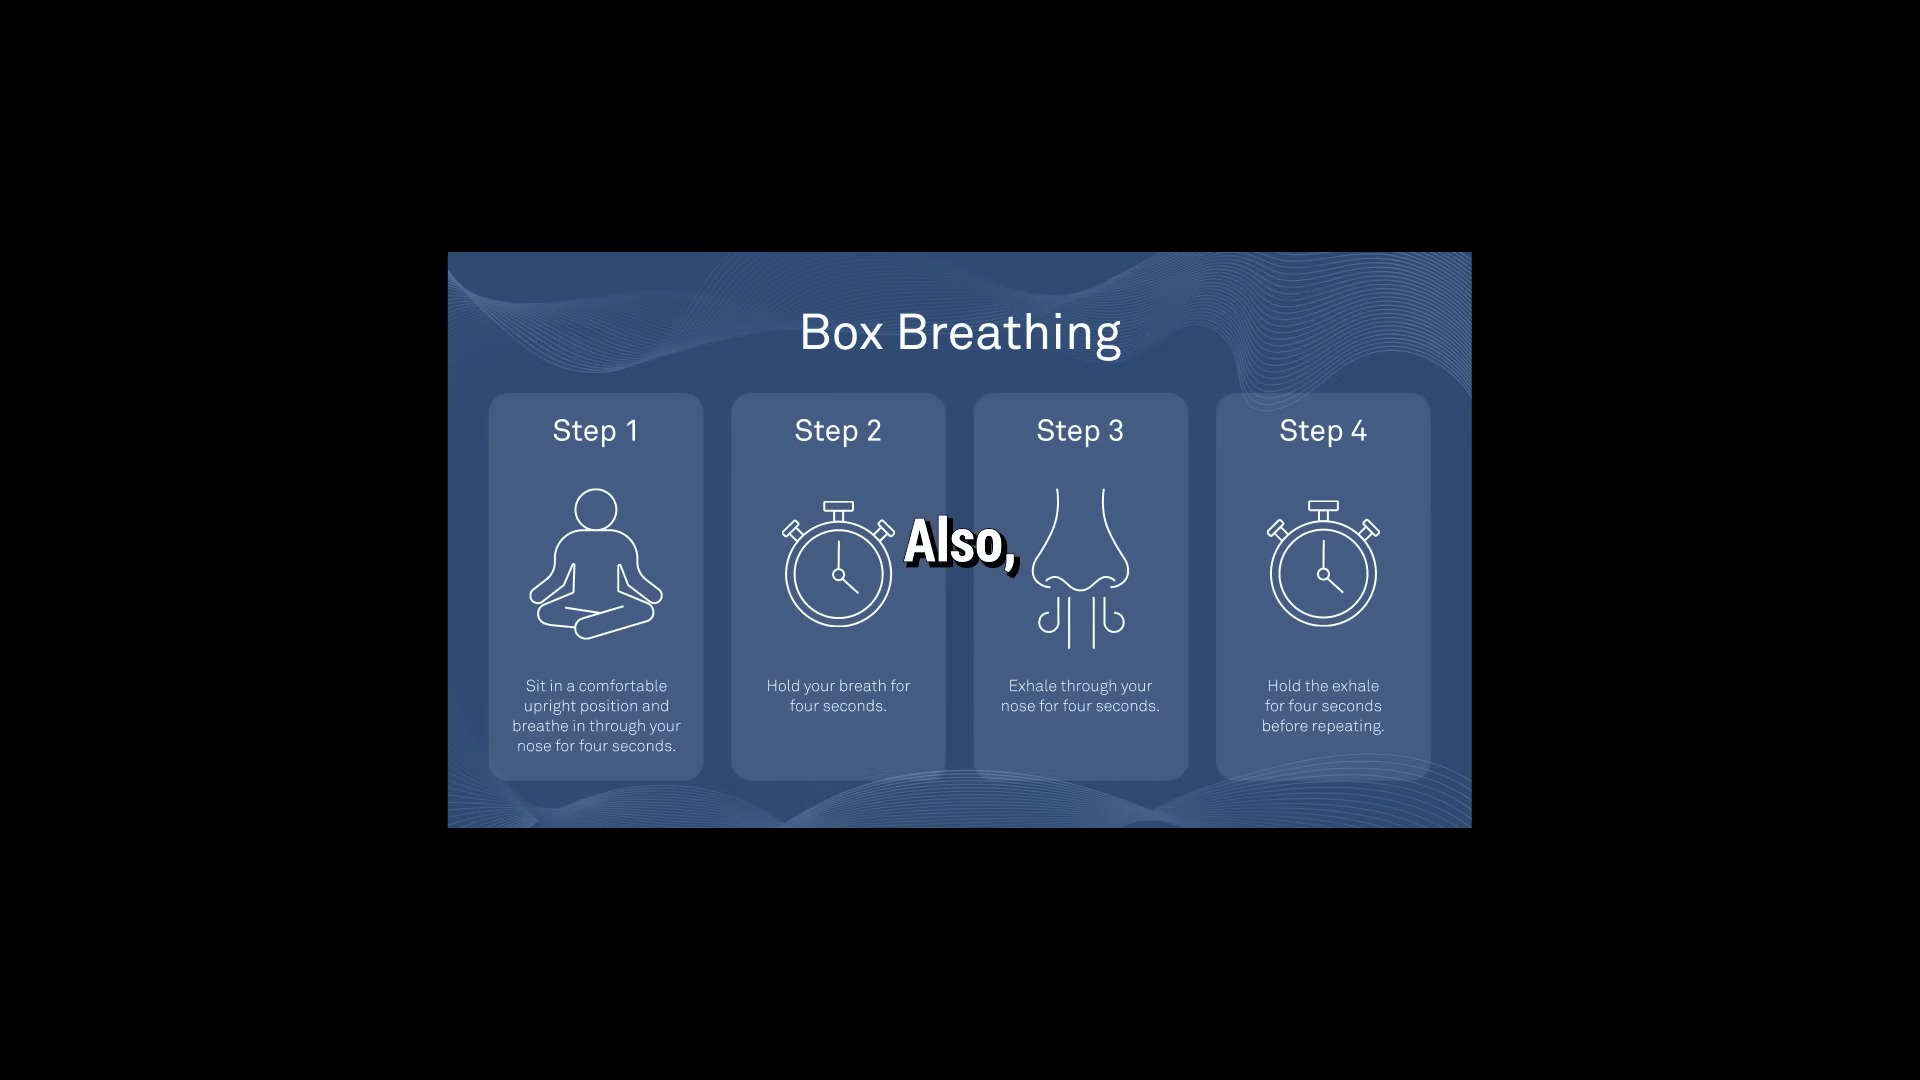 Box Breathing
Step 1
Sit in a comfortable
upright position and
breathe in through your
nose for four seconds.
Step 2
Hold your breath for
four seconds.
Also,
Step 3
Exhale through your
nose for four seconds.
Step 4
Hold the exhale
for four seconds
before repeating.